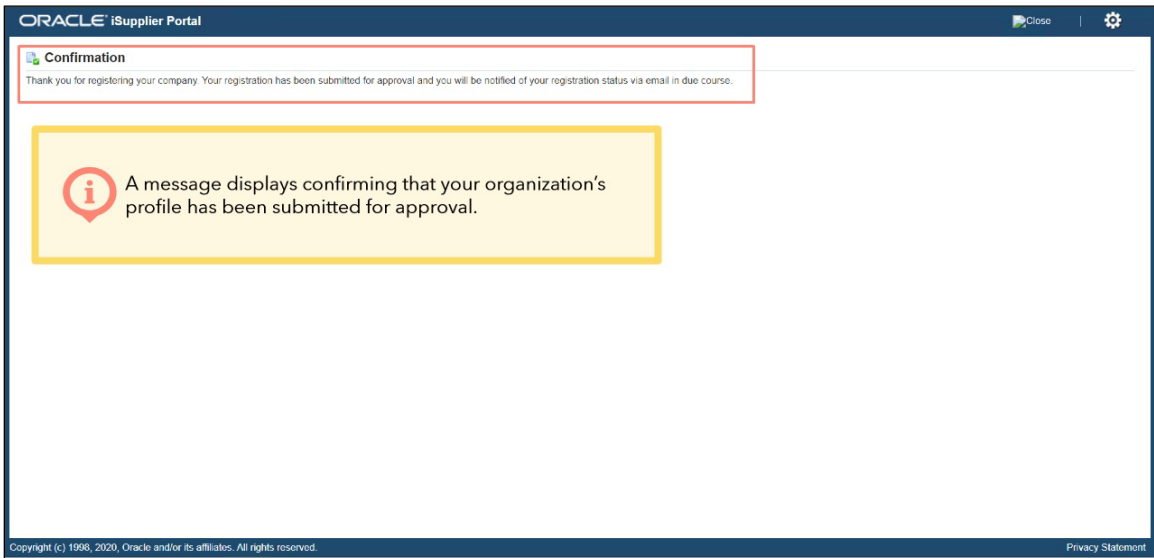 ORACLE iSupplier Portal
Close
Confirmation
Thank you for registering your company. Your registration has been submitted for approval and you will be notified of your registration status via email in due course.
A message displays confirming that your organization's
profile has been submitted for approval.
Copyright (c) 1998, 2020, Oracle and/or its affiliates. All rights reserved.
Privacy Statement